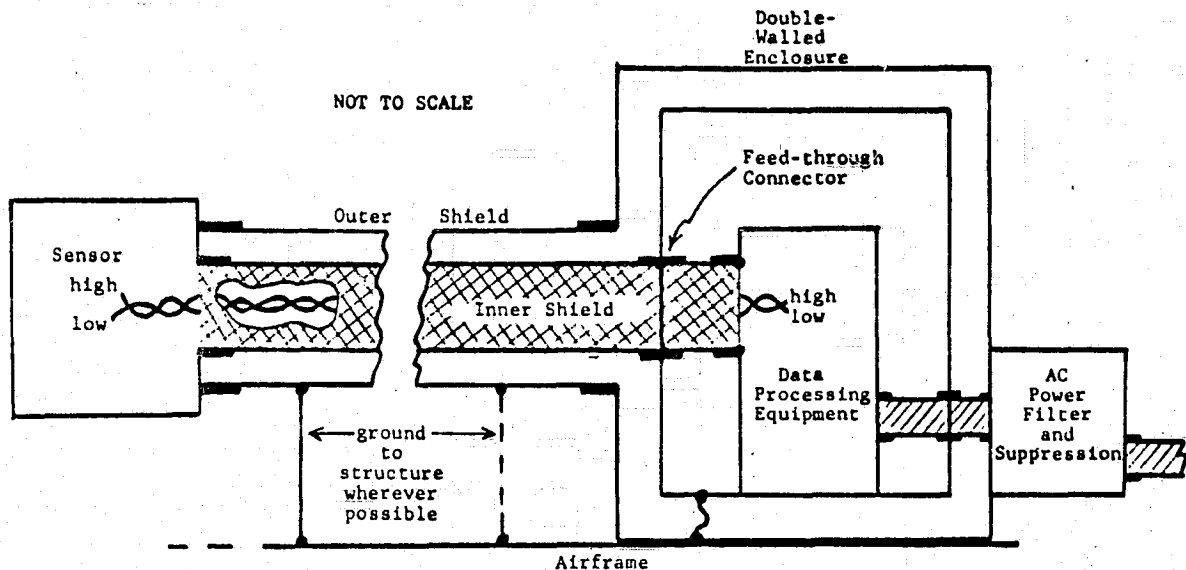 Double-
Walled
Enclosure
NOT TO SCALE
Feed-through
Connector
Outer Shield
Sensor
high
low
Inner Shield
high
low
Data
Processing
Equipment
AC
Power
Filter
and
Suppression
ground
to
structure
wherever
possible
Airframe